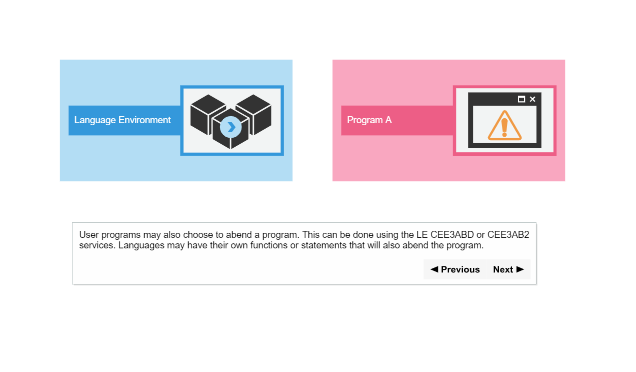 Language Environment
Program A
User programs may also choose to abend a program. This can be done using the LE CEE3ABD or CEE3AB2
services. Languages may have their own functions or statements that will also abend the program.
Previous
Next